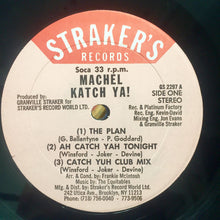 STRAKER'S
RECORDS
Soca 33 r.p.m.
MACHEL
KATCH YA!
GS 2297 A
SIDE ONE
STEREO
Produced by:
GRANVILLE STRAKER for
STRAKER'S RECORD WORLD LTD.
Rec. & Platinum Factory
Rec. Eng. Kevin-David
Mixing Eng. Jon Evans
& Granville Straker
(1) THE PLAN
(G. Ballantyne - P. Goddard)
(2) AH CATCH YAH TONIGHT
(Winsford - Joker - Devine)
(3) CATCH YUH CLUB MIX
(Winsford - Joker - Devine)
Arr. & Cond. by: Frankie McIntosh
Music by: The Equitables
Mfg. & Dist. by: Straker's Record World Ltd.
242 Utica Avenue, Brooklyn, NY 11213
Phone: (718) 756-0040
(718) 773-9506